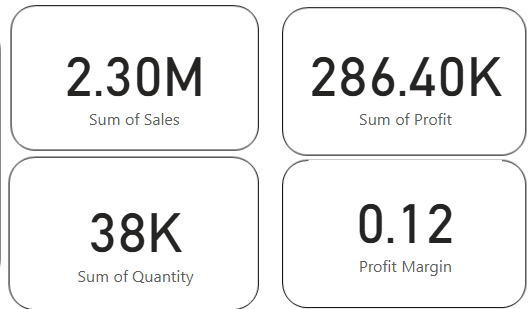 2.30M
Sum of Sales
286.40K
Sum of Profit
38K
Sum of Quantity
0.12
Profit Margin